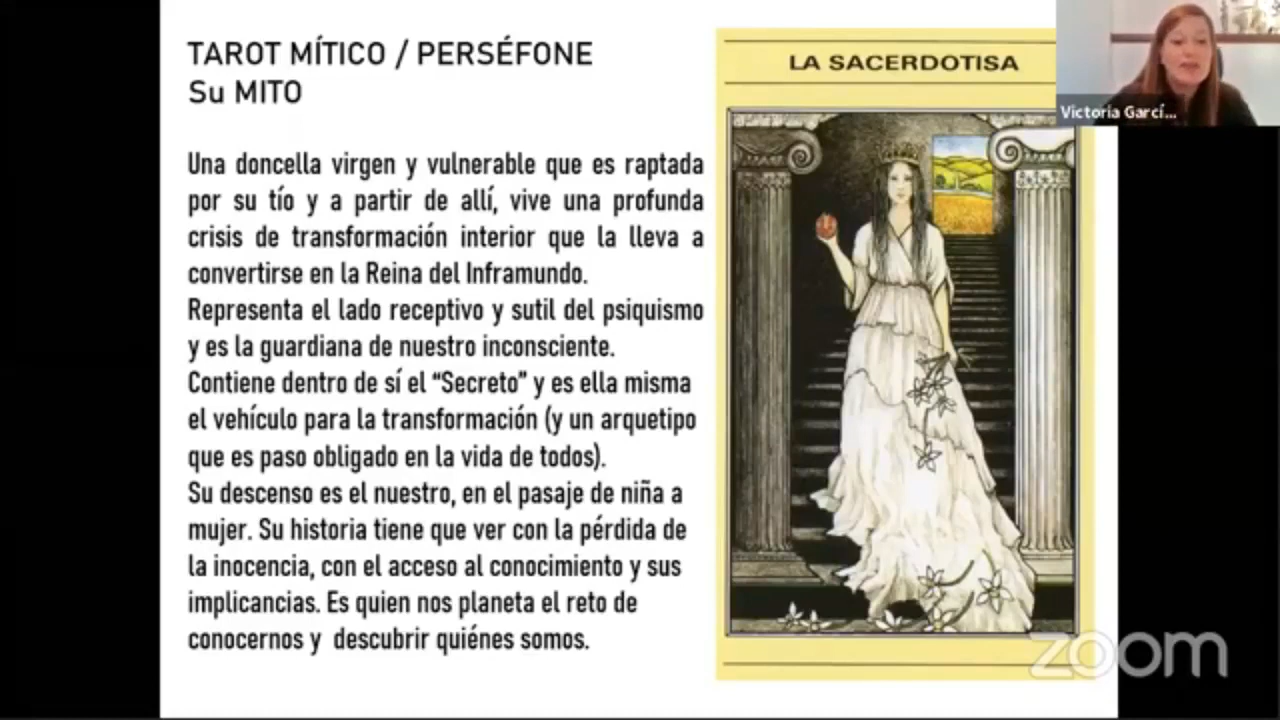 TAROT MÍTICO / PERSÉFONE
Su MITO
Una doncella virgen y vulnerable que es raptada
por su tío y a partir de allí, vive una profunda
crisis de transformación interior que la lleva a
convertirse en la Reina del Inframundo.
Representa el lado receptivo y sutil del psiquismo
y es la guardiana de nuestro inconsciente.
Contiene dentro de sí el “Secreto” y es ella misma
el vehículo para la transformación (y un arquetipo
que es paso obligado en la vida de todos).
Su descenso es el nuestro, en el pasaje de niña a
mujer. Su historia tiene que ver con la pérdida de
la inocencia, con el acceso al conocimiento y sus
implicancias. Es quien nos planeta el reto de
conocernos y descubrir quiénes somos.
LA SACERDOTISA
Victoria Garcí...
zoom